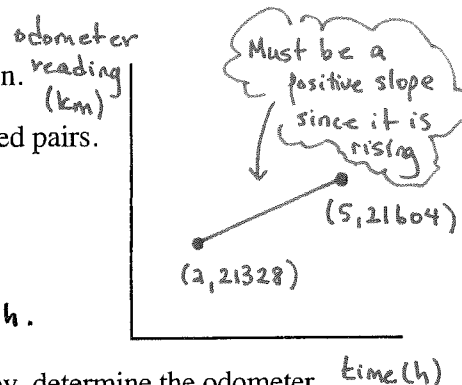 odometer
reading
(km)
n.
ed pairs.
Must be a
positive slope
since it is
rising
(5, 21604)
(2, 21328)
h.
time (h)
by, determine the odometer